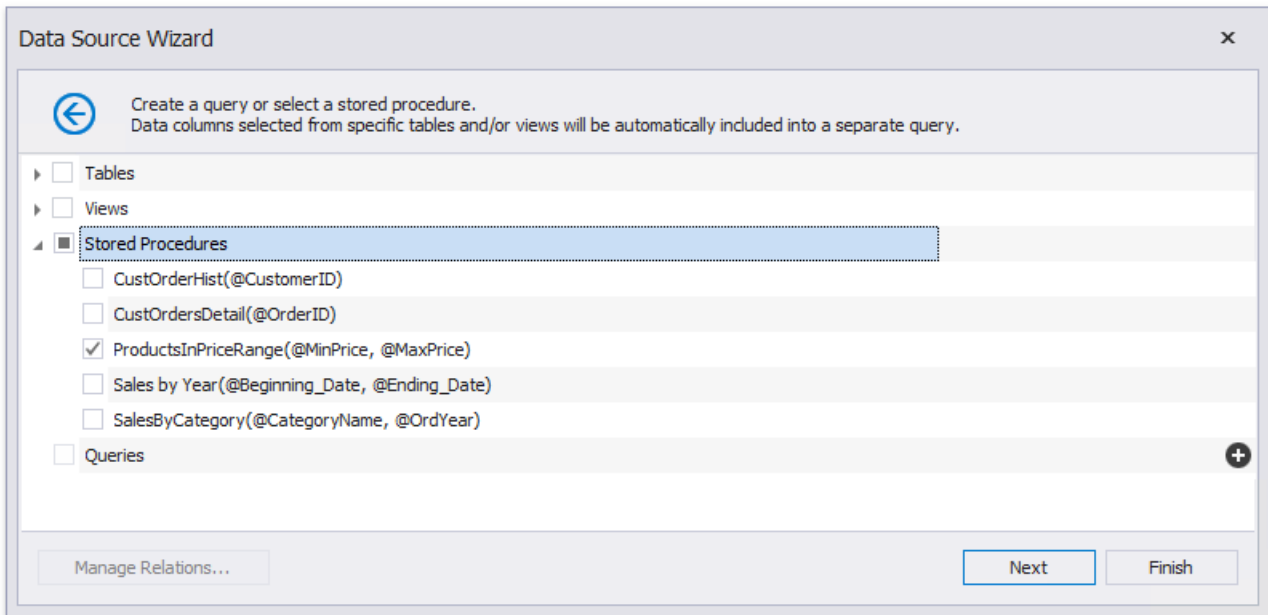 Data Source Wizard
Create a query or select a stored procedure.
Data columns selected from specific tables and/or views will be automatically included into a separate query.
Tables
Views
Stored Procedures
CustOrderHist(@CustomerID)
CustOrdersDetail(@OrderID)
ProductsInPriceRange(@MinPrice, @MaxPrice)
Sales by Year(@Beginning_Date, @Ending_Date)
SalesByCategory(@CategoryName, @OrdYear)
Queries
Manage Relations...
Next
Finish